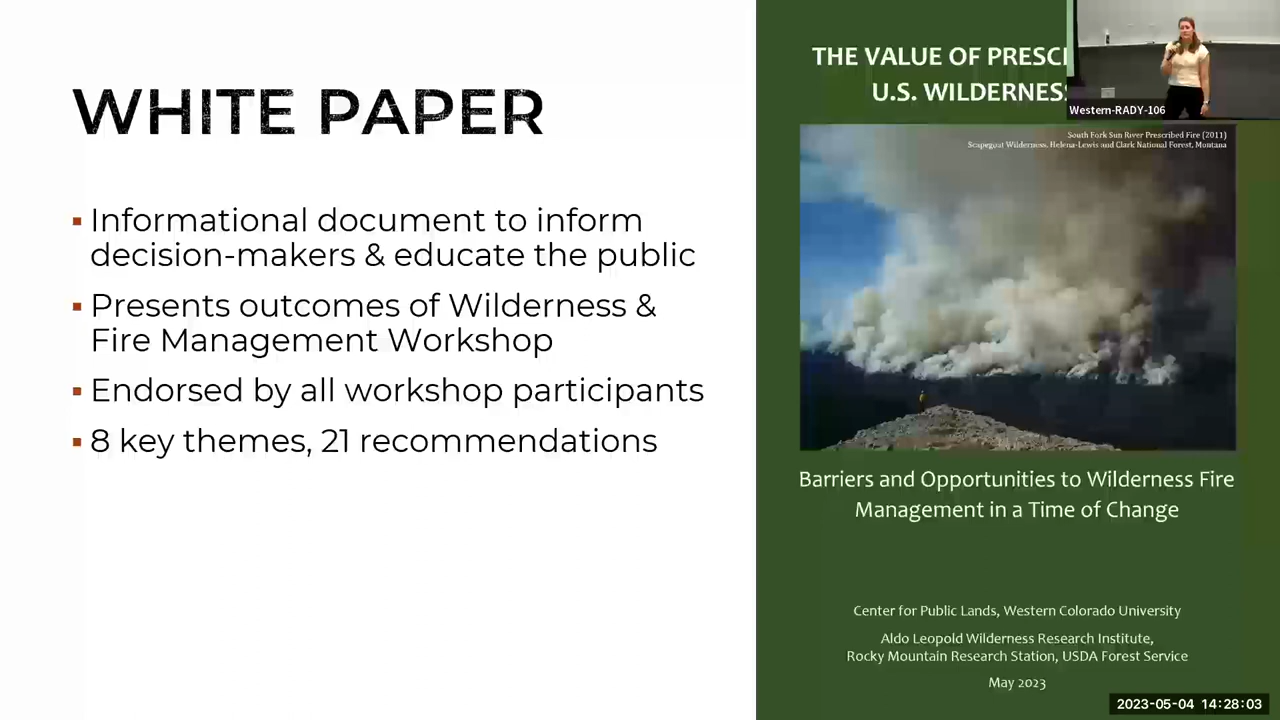 WHITE PAPER
▪ Informational document to inform
decision-makers & educate the public
▪ Presents outcomes of Wilderness &
Fire Management Workshop
▪ Endorsed by all workshop participants
▪ 8 key themes, 21 recommendations
THE VALUE OF
U.S.
Western-RADY-106
South Fork Sun River Prescribed Fire (2011)
Scapegoat Wilderness, Helena-Lewis and Clark National Forest, Montana
Barriers and Opportunities to Wilderness Fire
Management in a Time of Change
Center for Public Lands, Western Colorado University
Aldo Leopold Wilderness Research Institute,
Rocky Mountain Research Station, USDA Forest Service
May 2023
2023-05-04 14:28:03